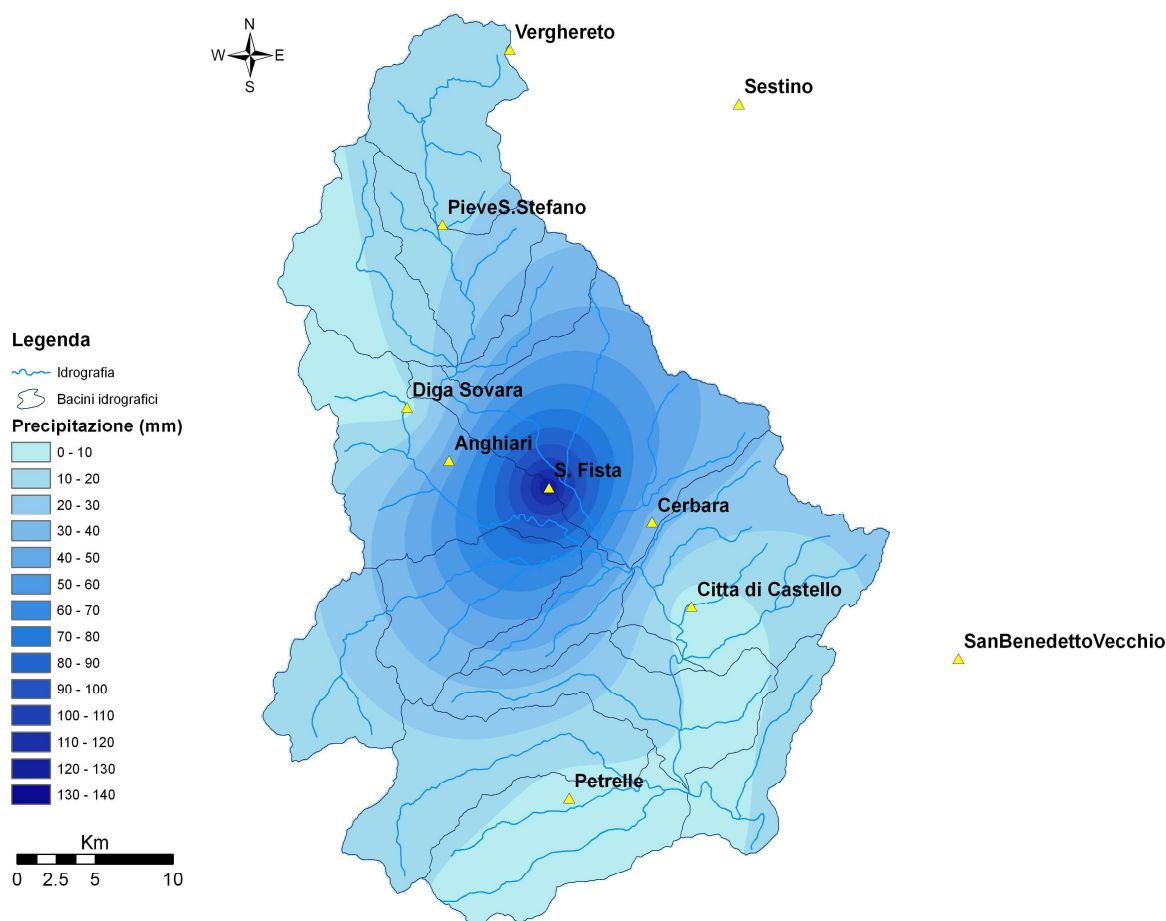 N
W E
S
Verghereto
Sestino
PieveS.Stefano
Legenda
Idrografia
Bacini idrografici
Precipitazione (mm)
0 - 10
10 - 20
20 - 30
30 - 40
40 - 50
50 - 60
60 - 70
70 - 80
80 - 90
90 - 100
100 - 110
110 - 120
120 - 130
130 - 140
Diga Sovara
Anghiari
S. Fista
Cerbara
Citta di Castello
SanBenedettoVecchio
Petrelle
Km
0 2.5 5 10